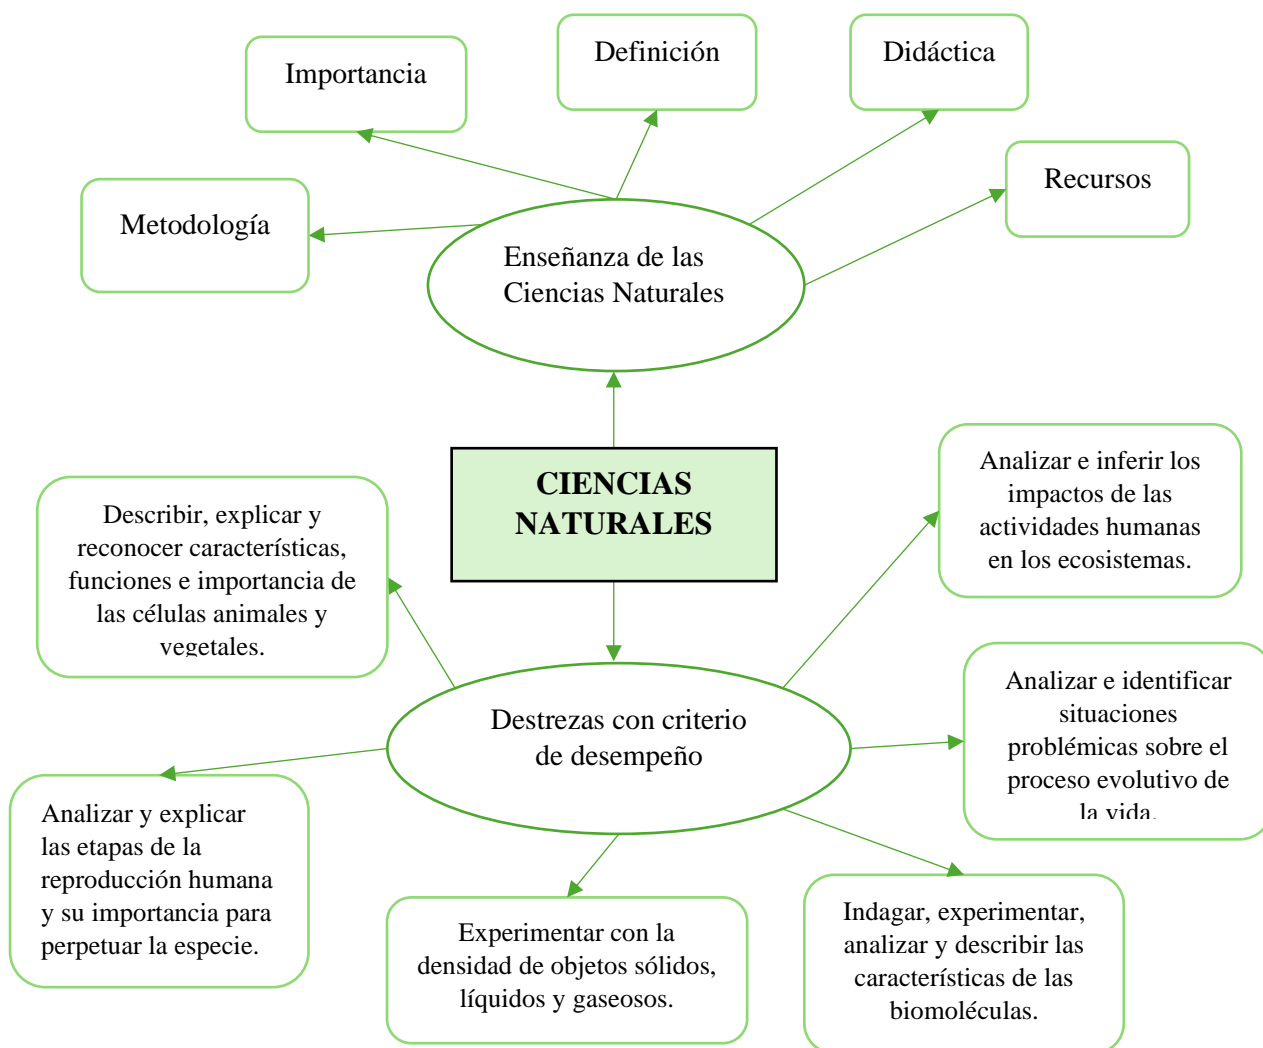 Importancia
Definición
Didáctica
Recursos
Metodología
Enseñanza de las
Ciencias Naturales
CIENCIAS
NATURALES
Analizar e inferir los
impactos de las
actividades humanas
en los ecosistemas.
Describir, explicar y
reconocer características,
funciones e importancia de
las células animales y
vegetales.
Destrezas con criterio
de desempeño
Analizar e identificar
situaciones
problémicas sobre el
proceso evolutivo de
la vida.
Analizar y explicar
las etapas de la
reproducción humana
y su importancia para
perpetuar la especie.
Experimentar con la
densidad de objetos sólidos,
líquidos y gaseosos.
Indagar, experimentar,
analizar y describir las
características de las
biomoléculas.